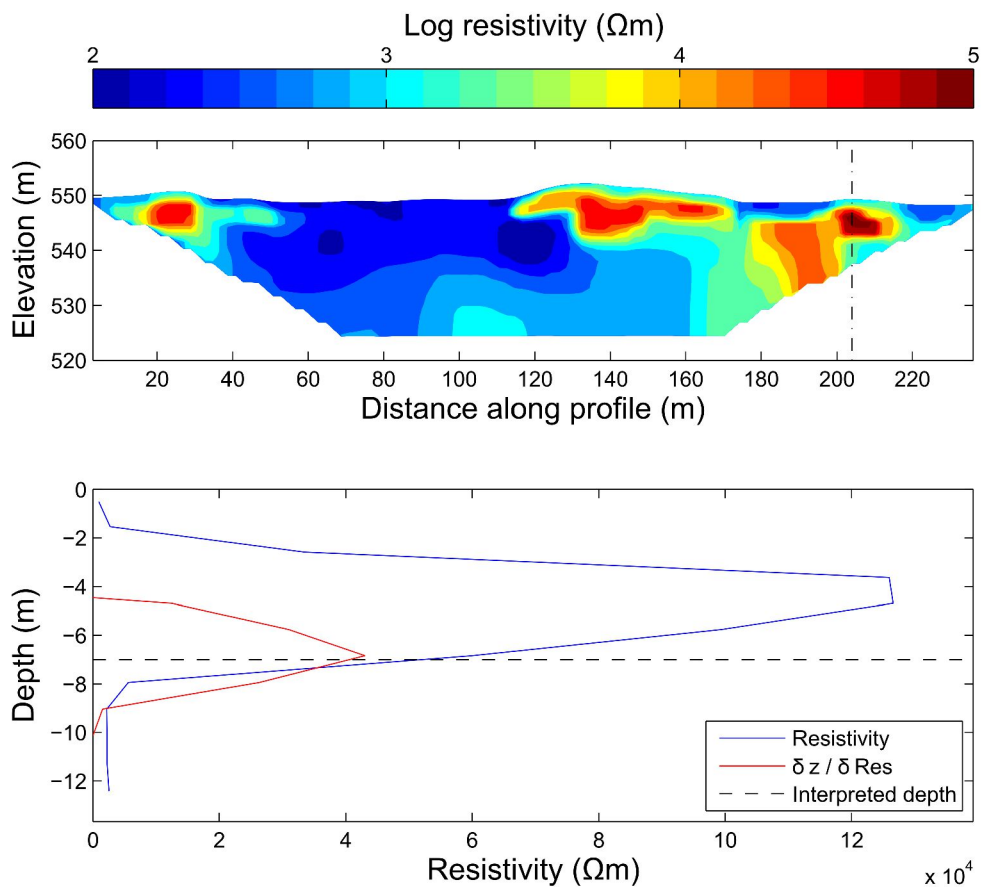 Log resistivity (Ωm)
2 3 4 5
560
550
540
530
520
Elevation (m)
20 40 60 80 100 120 140 160 180 200 220
Distance along profile (m)
0
−2
−4
−6
−8
−10
−12
Depth (m)
Resistivity
δ z / δ Res
Interpreted depth
0 2 4 6 8 10 12
Resistivity (Ωm)
x 10⁴